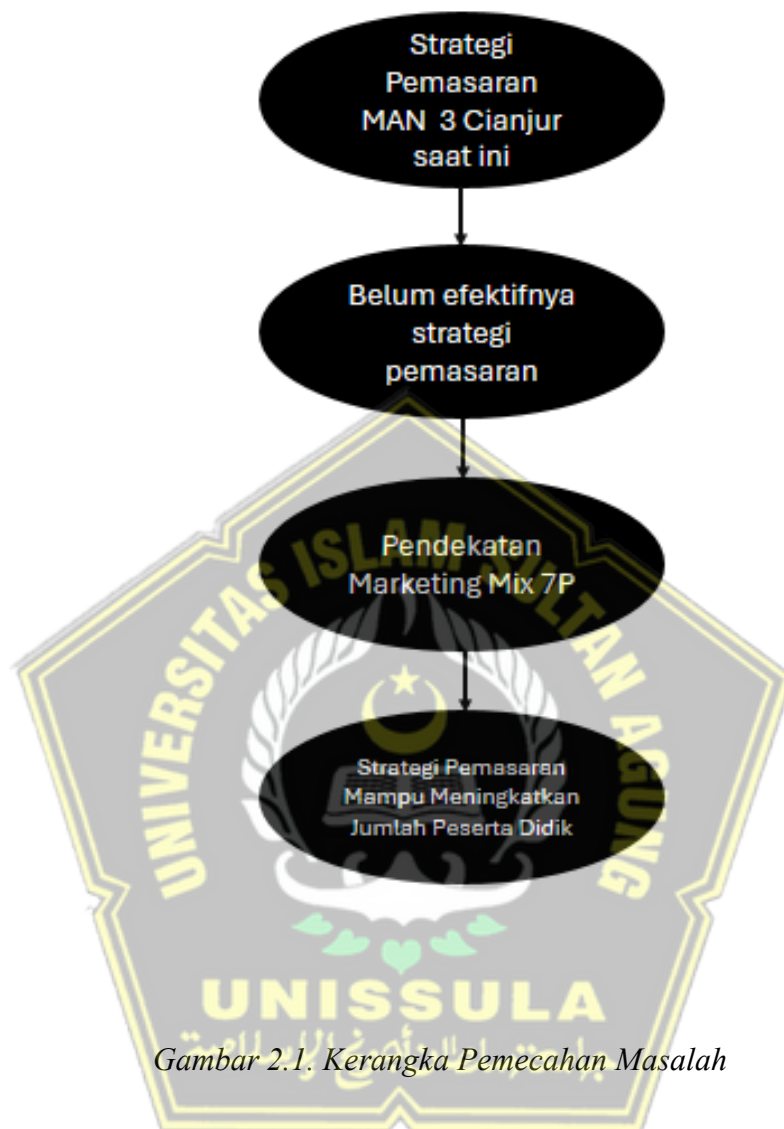 Strategi
Pemasaran
MAN 3 Cianjur
saat ini
Belum efektifnya
strategi
pemasaran
Pendekatan
Marketing Mix 7P
Strategi Pemasaran
Mampu Meningkatkan
Jumlah Peserta Didik
UNIVERSITAS ISLAM SULTAN AGUNG
UNISSULA
Gambar 2.1. Kerangka Pemecahan Masalah